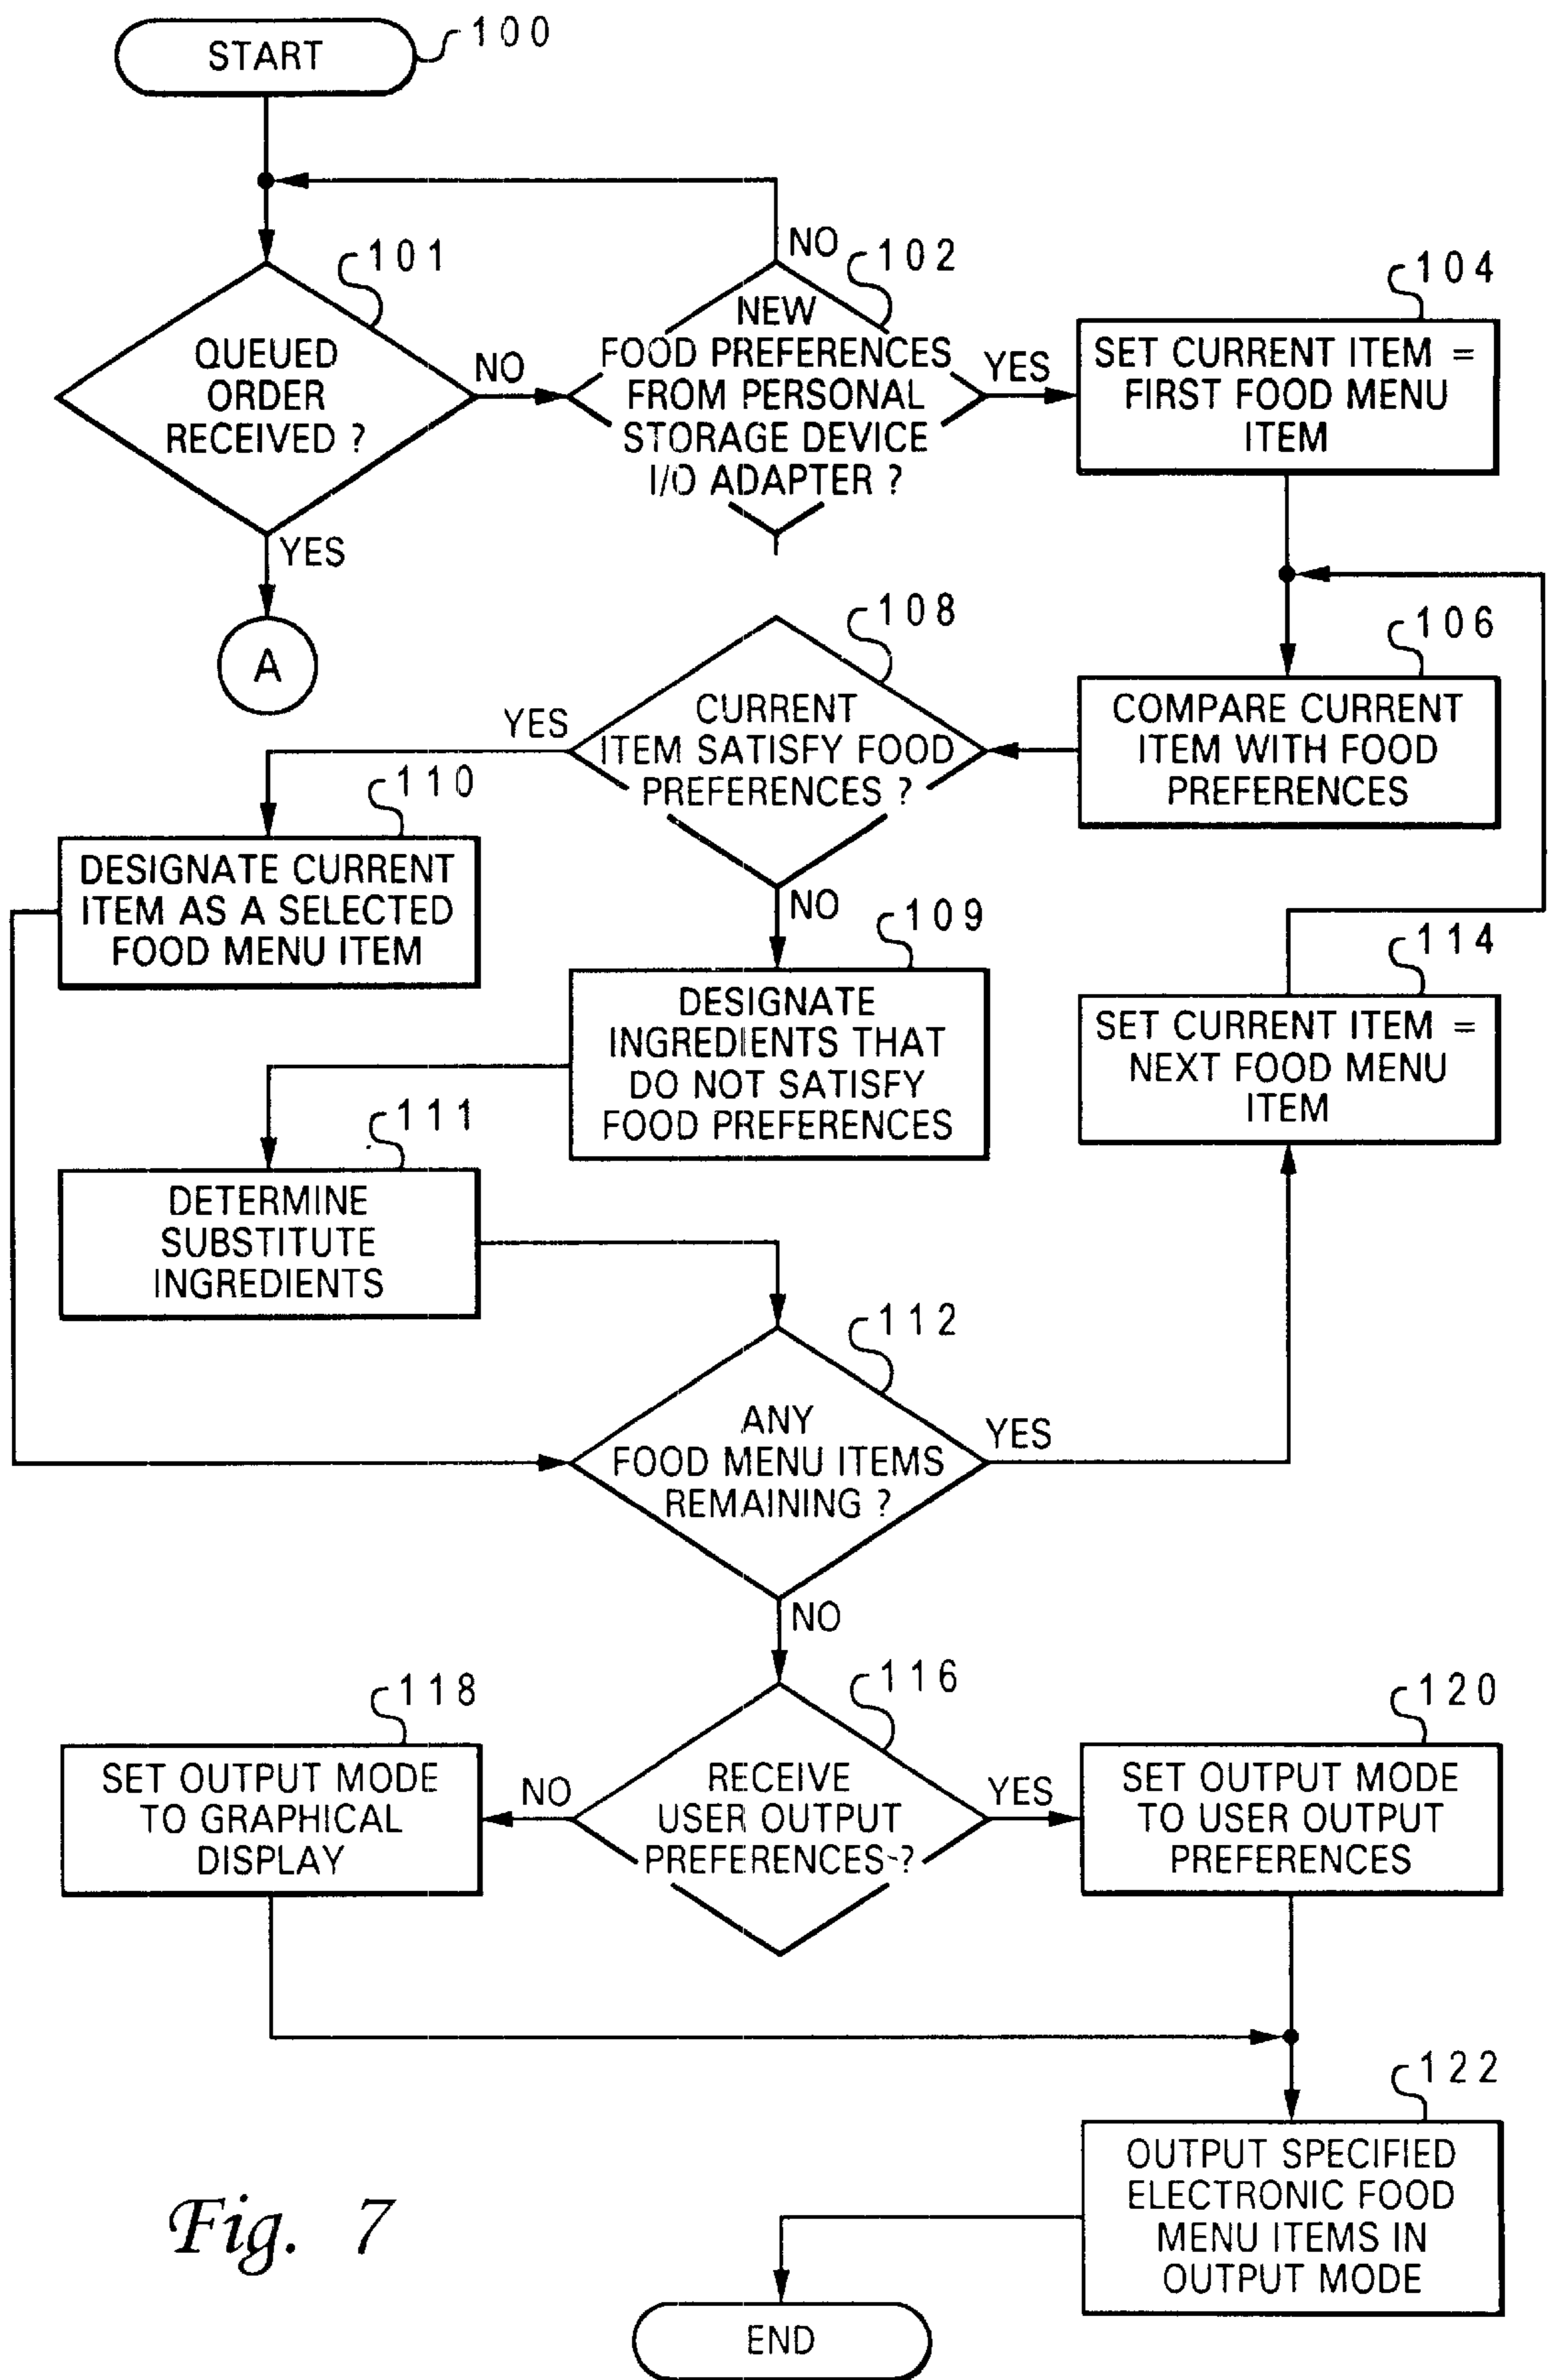 START
100
101
QUEUED
ORDER
RECEIVED ?
NO
YES
A
NO
102
NEW
FOOD PREFERENCES
FROM PERSONAL
STORAGE DEVICE
I/O ADAPTER ?
YES
104
SET CURRENT ITEM =
FIRST FOOD MENU
ITEM
106
COMPARE CURRENT
ITEM WITH FOOD
PREFERENCES
108
CURRENT
ITEM SATISFY FOOD
PREFERENCES ?
YES
NO
110
DESIGNATE CURRENT
ITEM AS A SELECTED
FOOD MENU ITEM
109
DESIGNATE
INGREDIENTS THAT
DO NOT SATISFY
FOOD PREFERENCES
114
SET CURRENT ITEM =
NEXT FOOD MENU
ITEM
111
DETERMINE
SUBSTITUTE
INGREDIENTS
112
ANY
FOOD MENU ITEMS
REMAINING ?
YES
NO
116
RECEIVE
USER OUTPUT
PREFERENCES ?
NO
YES
118
SET OUTPUT MODE
TO GRAPHICAL
DISPLAY
120
SET OUTPUT MODE
TO USER OUTPUT
PREFERENCES
122
OUTPUT SPECIFIED
ELECTRONIC FOOD
MENU ITEMS IN
OUTPUT MODE
END
Fig. 7